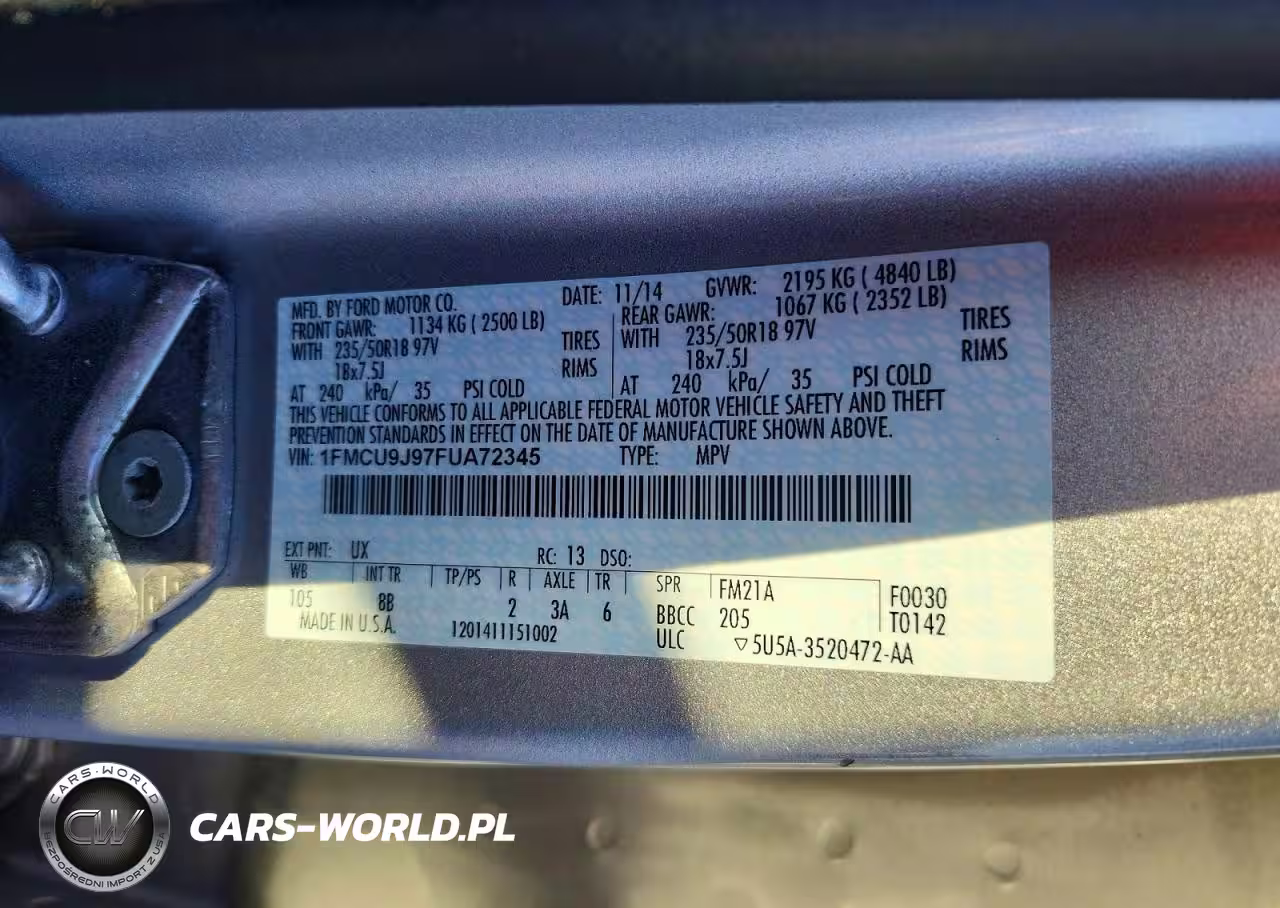 MFD. BY FORD MOTOR CO. DATE: 11/14 GVWR: 2195 KG ( 4840 LB)
FRONT GAWR: 1134 KG ( 2500 LB) REAR GAWR: 1067 KG ( 2352 LB)
WITH 235/50R18 97V TIRES WITH 235/50R18 97V TIRES
18x7.5J RIMS 18x7.5J RIMS
AT 240 kPa/ 35 PSI COLD AT 240 kPa/ 35 PSI COLD
THIS VEHICLE CONFORMS TO ALL APPLICABLE FEDERAL MOTOR VEHICLE SAFETY AND THEFT
PREVENTION STANDARDS IN EFFECT ON THE DATE OF MANUFACTURE SHOWN ABOVE.
VIN: 1FMCU9J97FUA72345 TYPE: MPV
EXT PNT: UX RC: 13 DSO:
WB INT TR TP/PS R AXLE TR SPR FM21A F0030
105 8B 2 3A 6 BBCC 205 T0142
MADE IN U.S.A. 1201411151002 ULC ▽5U5A-3520472-AA
CARS-WORLD
CW
BEZPOŚREDNI IMPORT Z USA
CARS-WORLD.PL